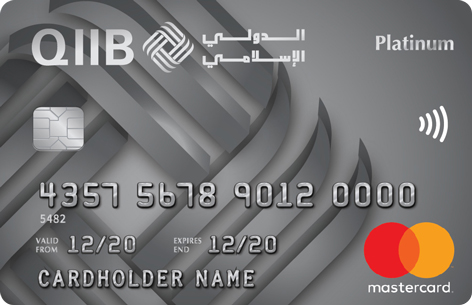 QIIB
الدولي
الإسلامي
Platinum
4357 5678 9012 0000
5482
VALID FROM 12/20 EXPIRES END 12/20
CARDHOLDER NAME
mastercard.